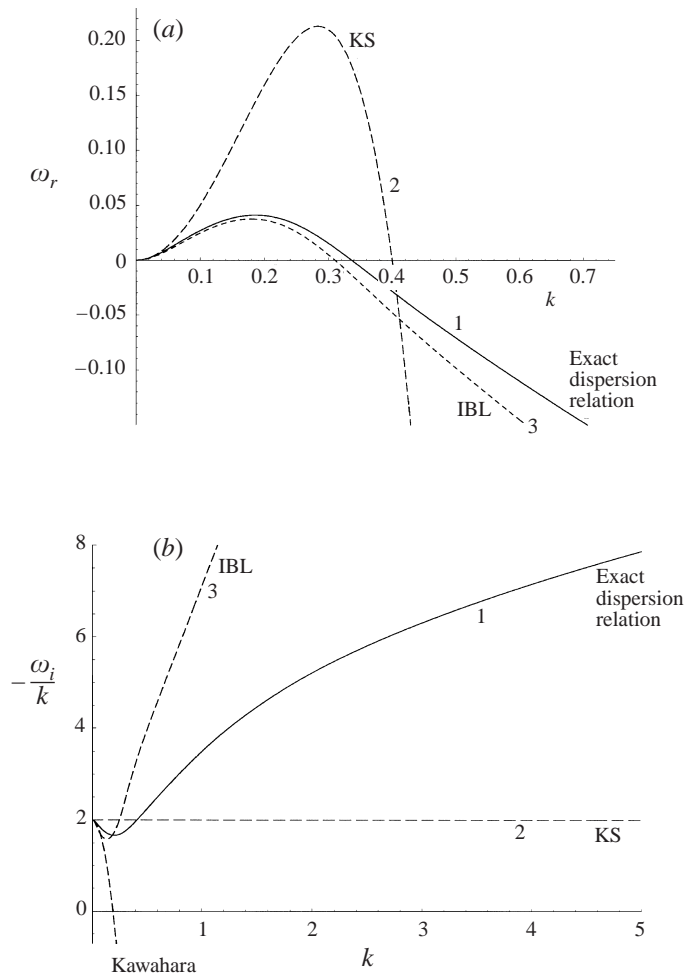 (a)
0.20
KS
0.15
ω_r
0.10
2
0.05
0
0.1
0.2
0.3
0.4
0.5
0.6
0.7
k
−0.05
1
−0.10
Exact
dispersion
relation
IBL
3
8
(b)
IBL
3
Exact
dispersion
relation
6
1
−ω_i/k
4
2
2
KS
0
1
2
3
4
5
k
Kawahara